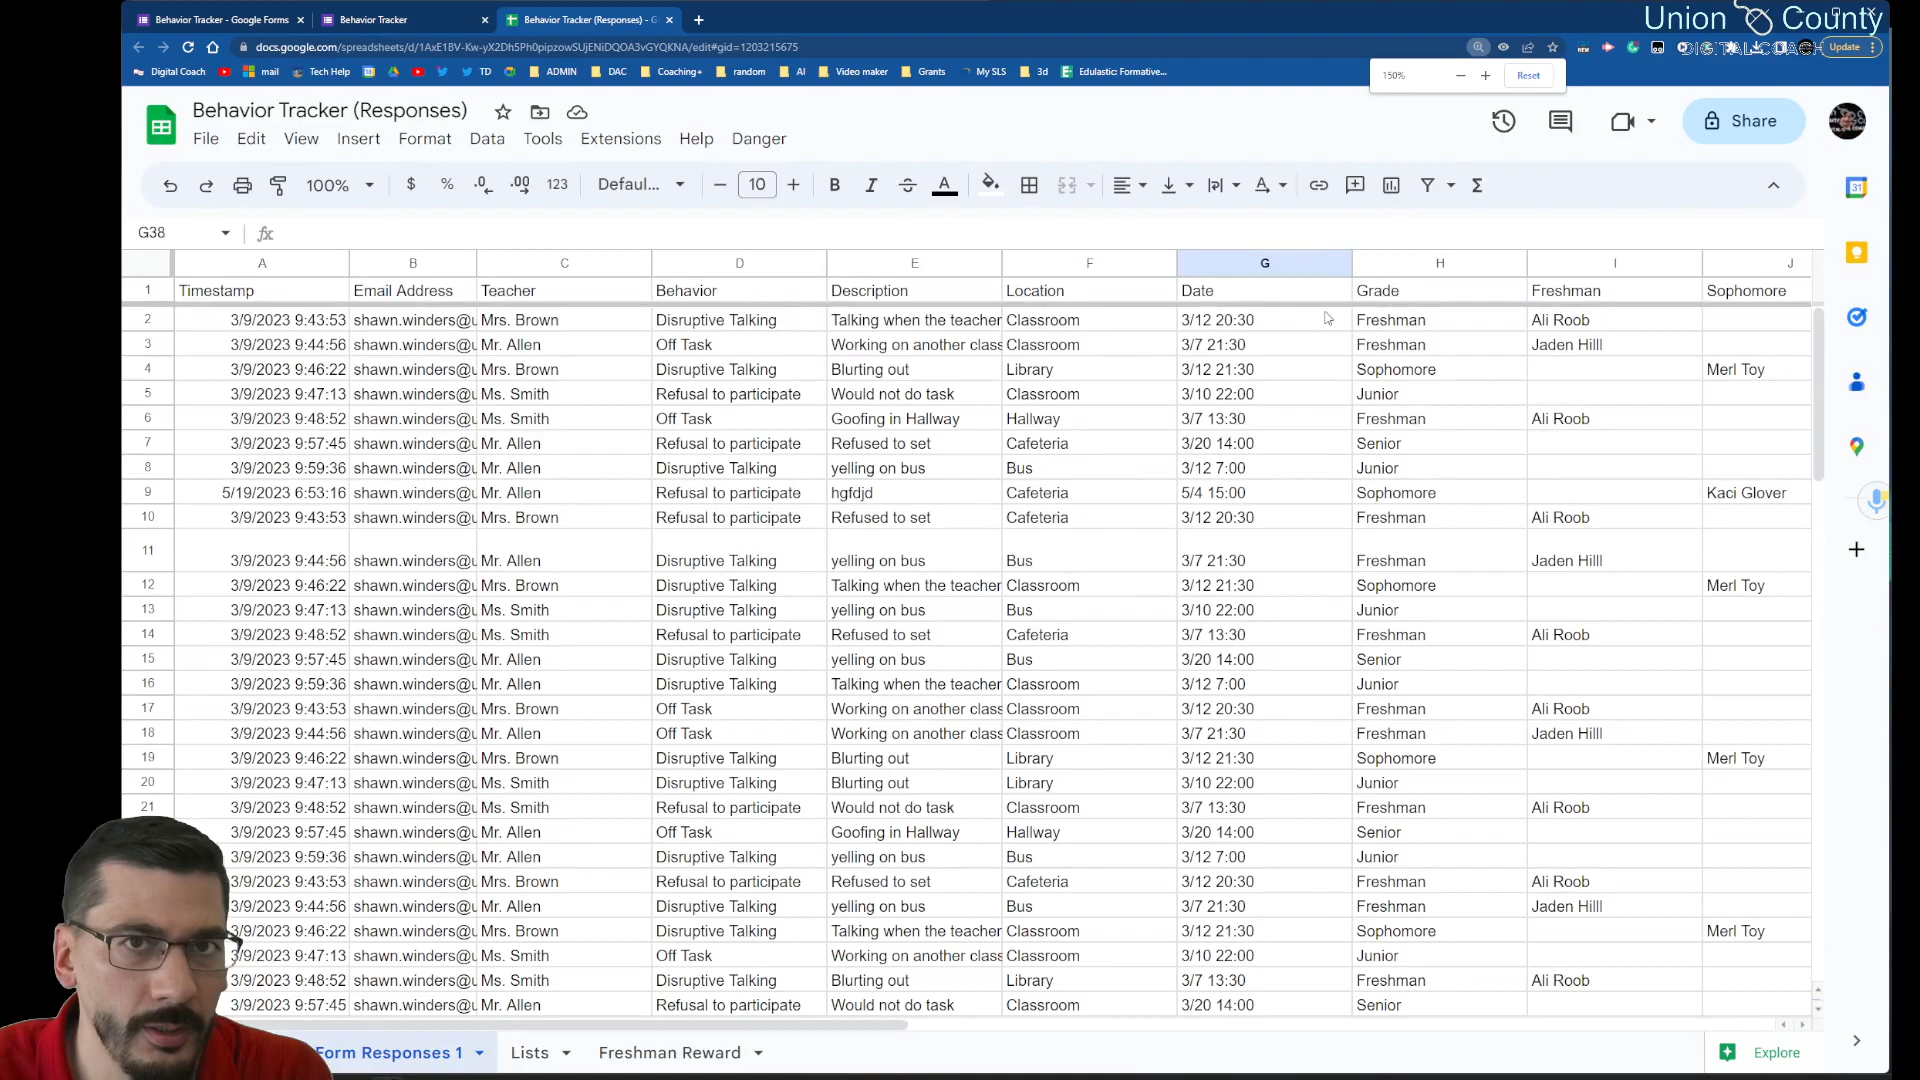 Behavior Tracker - Google Forms
Behavior Tracker
Behavior Tracker (Responses) - G
Union County
DIGITAL COACH
docs.google.com/spreadsheets/d/1AxE1BV-Kw-yX2Dh5Ph0pipzowSUjENiDQOA3vGYQKNA/edit#gid=1203215675
Update
Digital Coach mail Tech Help TD ADMIN DAC Coaching+ random AI Video maker Grants My SLS 3d Edulastic: Formative...
150% Reset
Behavior Tracker (Responses)
File Edit View Insert Format Data Tools Extensions Help Danger
Share
100% $ % .0 .00 123 Defaul... 10 B I A
G38 fx
A B C D E F G H I J
1 Timestamp Email Address Teacher Behavior Description Location Date Grade Freshman Sophomore
2 3/9/2023 9:43:53 shawn.winders@u Mrs. Brown Disruptive Talking Talking when the teacher Classroom 3/12 20:30 Freshman Ali Roob
3 3/9/2023 9:44:56 shawn.winders@u Mr. Allen Off Task Working on another class Classroom 3/7 21:30 Freshman Jaden Hilll
4 3/9/2023 9:46:22 shawn.winders@u Mrs. Brown Disruptive Talking Blurting out Library 3/12 21:30 Sophomore Merl Toy
5 3/9/2023 9:47:13 shawn.winders@u Ms. Smith Refusal to participate Would not do task Classroom 3/10 22:00 Junior
6 3/9/2023 9:48:52 shawn.winders@u Ms. Smith Off Task Goofing in Hallway Hallway 3/7 13:30 Freshman Ali Roob
7 3/9/2023 9:57:45 shawn.winders@u Mr. Allen Refusal to participate Refused to set Cafeteria 3/20 14:00 Senior
8 3/9/2023 9:59:36 shawn.winders@u Mr. Allen Disruptive Talking yelling on bus Bus 3/12 7:00 Junior
9 5/19/2023 6:53:16 shawn.winders@u Mr. Allen Refusal to participate hgfdjd Cafeteria 5/4 15:00 Sophomore Kaci Glover
10 3/9/2023 9:43:53 shawn.winders@u Mrs. Brown Refusal to participate Refused to set Cafeteria 3/12 20:30 Freshman Ali Roob
11 3/9/2023 9:44:56 shawn.winders@u Mr. Allen Disruptive Talking yelling on bus Bus 3/7 21:30 Freshman Jaden Hilll
12 3/9/2023 9:46:22 shawn.winders@u Mrs. Brown Disruptive Talking Talking when the teacher Classroom 3/12 21:30 Sophomore Merl Toy
13 3/9/2023 9:47:13 shawn.winders@u Ms. Smith Disruptive Talking yelling on bus Bus 3/10 22:00 Junior
14 3/9/2023 9:48:52 shawn.winders@u Ms. Smith Refusal to participate Refused to set Cafeteria 3/7 13:30 Freshman Ali Roob
15 3/9/2023 9:57:45 shawn.winders@u Mr. Allen Disruptive Talking yelling on bus Bus 3/20 14:00 Senior
16 3/9/2023 9:59:36 shawn.winders@u Mr. Allen Disruptive Talking Talking when the teacher Classroom 3/12 7:00 Junior
17 3/9/2023 9:43:53 shawn.winders@u Mrs. Brown Off Task Working on another class Classroom 3/12 20:30 Freshman Ali Roob
18 3/9/2023 9:44:56 shawn.winders@u Mr. Allen Off Task Working on another class Classroom 3/7 21:30 Freshman Jaden Hilll
19 3/9/2023 9:46:22 shawn.winders@u Mrs. Brown Disruptive Talking Blurting out Library 3/12 21:30 Sophomore Merl Toy
20 3/9/2023 9:47:13 shawn.winders@u Ms. Smith Disruptive Talking Blurting out Library 3/10 22:00 Junior
21 3/9/2023 9:48:52 shawn.winders@u Ms. Smith Refusal to participate Would not do task Classroom 3/7 13:30 Freshman Ali Roob
3/9/2023 9:57:45 shawn.winders@u Mr. Allen Off Task Goofing in Hallway Hallway 3/20 14:00 Senior
3/9/2023 9:59:36 shawn.winders@u Mr. Allen Disruptive Talking yelling on bus Bus 3/12 7:00 Junior
3/9/2023 9:43:53 shawn.winders@u Mrs. Brown Refusal to participate Refused to set Cafeteria 3/12 20:30 Freshman Ali Roob
3/9/2023 9:44:56 shawn.winders@u Mr. Allen Disruptive Talking yelling on bus Bus 3/7 21:30 Freshman Jaden Hilll
3/9/2023 9:46:22 shawn.winders@u Mrs. Brown Disruptive Talking Talking when the teacher Classroom 3/12 21:30 Sophomore Merl Toy
3/9/2023 9:47:13 shawn.winders@u Ms. Smith Off Task Working on another class Classroom 3/10 22:00 Junior
3/9/2023 9:48:52 shawn.winders@u Ms. Smith Disruptive Talking Blurting out Library 3/7 13:30 Freshman Ali Roob
3/9/2023 9:57:45 shawn.winders@u Mr. Allen Refusal to participate Would not do task Classroom 3/20 14:00 Senior
Form Responses 1 Lists Freshman Reward Explore